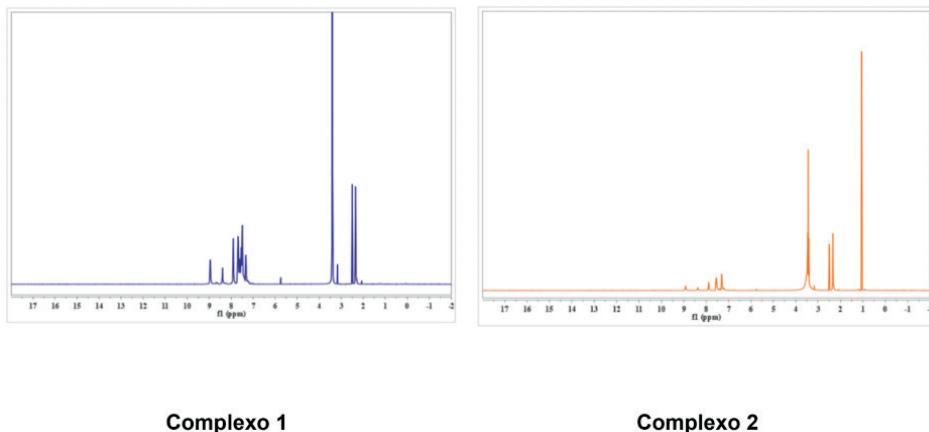 17 16 15 14 13 12 11 10 9 8 7 6 5 4 3 2 1 0 -1 -2
f1 (ppm)
17 16 15 14 13 12 11 10 9 8 7 6 5 4 3 2 1 0 -1
f1 (ppm)
Complexo 1
Complexo 2